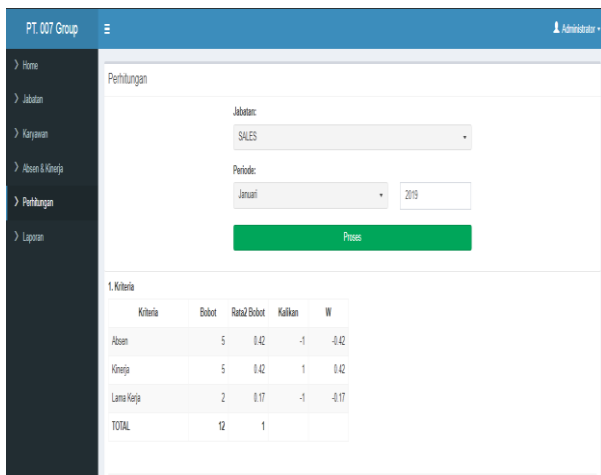 PT. 007 Group
Administrator
Home
Jabatan
Karyawan
Absen & Kinerja
Perhitungan
Laporan
Perhitungan
Jabatan:
SALES
Periode:
Januari 2019
Proses
1. Kriteria
Kriteria Bobot Rata2 Bobot Kalikan W
Absen 5 0.42 -1 -0.42
Kinerja 5 0.42 1 0.42
Lama Kerja 2 0.17 -1 -0.17
TOTAL 12 1